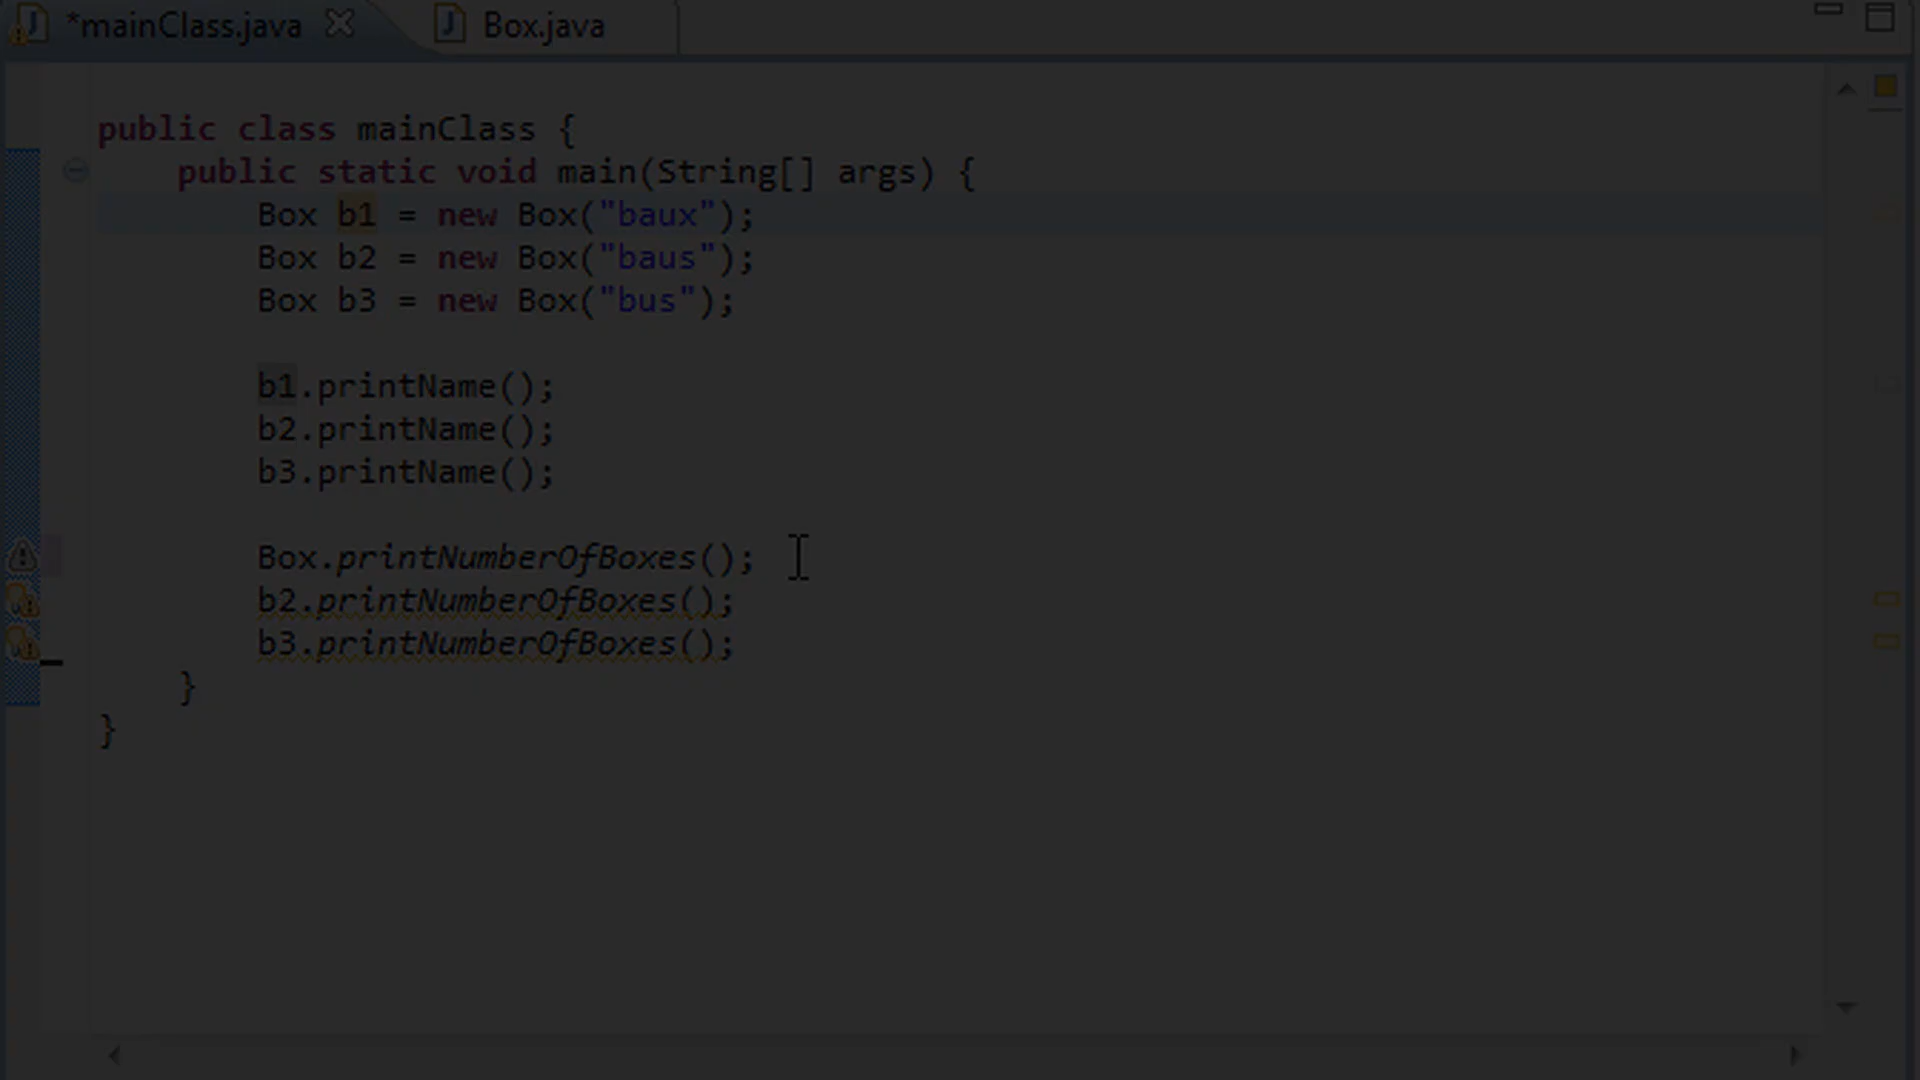 *mainClass.java Box.java
public class mainClass {
public static void main(String[] args) {
Box b1 = new Box("baux");
Box b2 = new Box("baus");
Box b3 = new Box("bus");
b1.printName();
b2.printName();
b3.printName();
Box.printNumberOfBoxes();
b2.printNumberOfBoxes();
b3.printNumberOfBoxes();
}
}